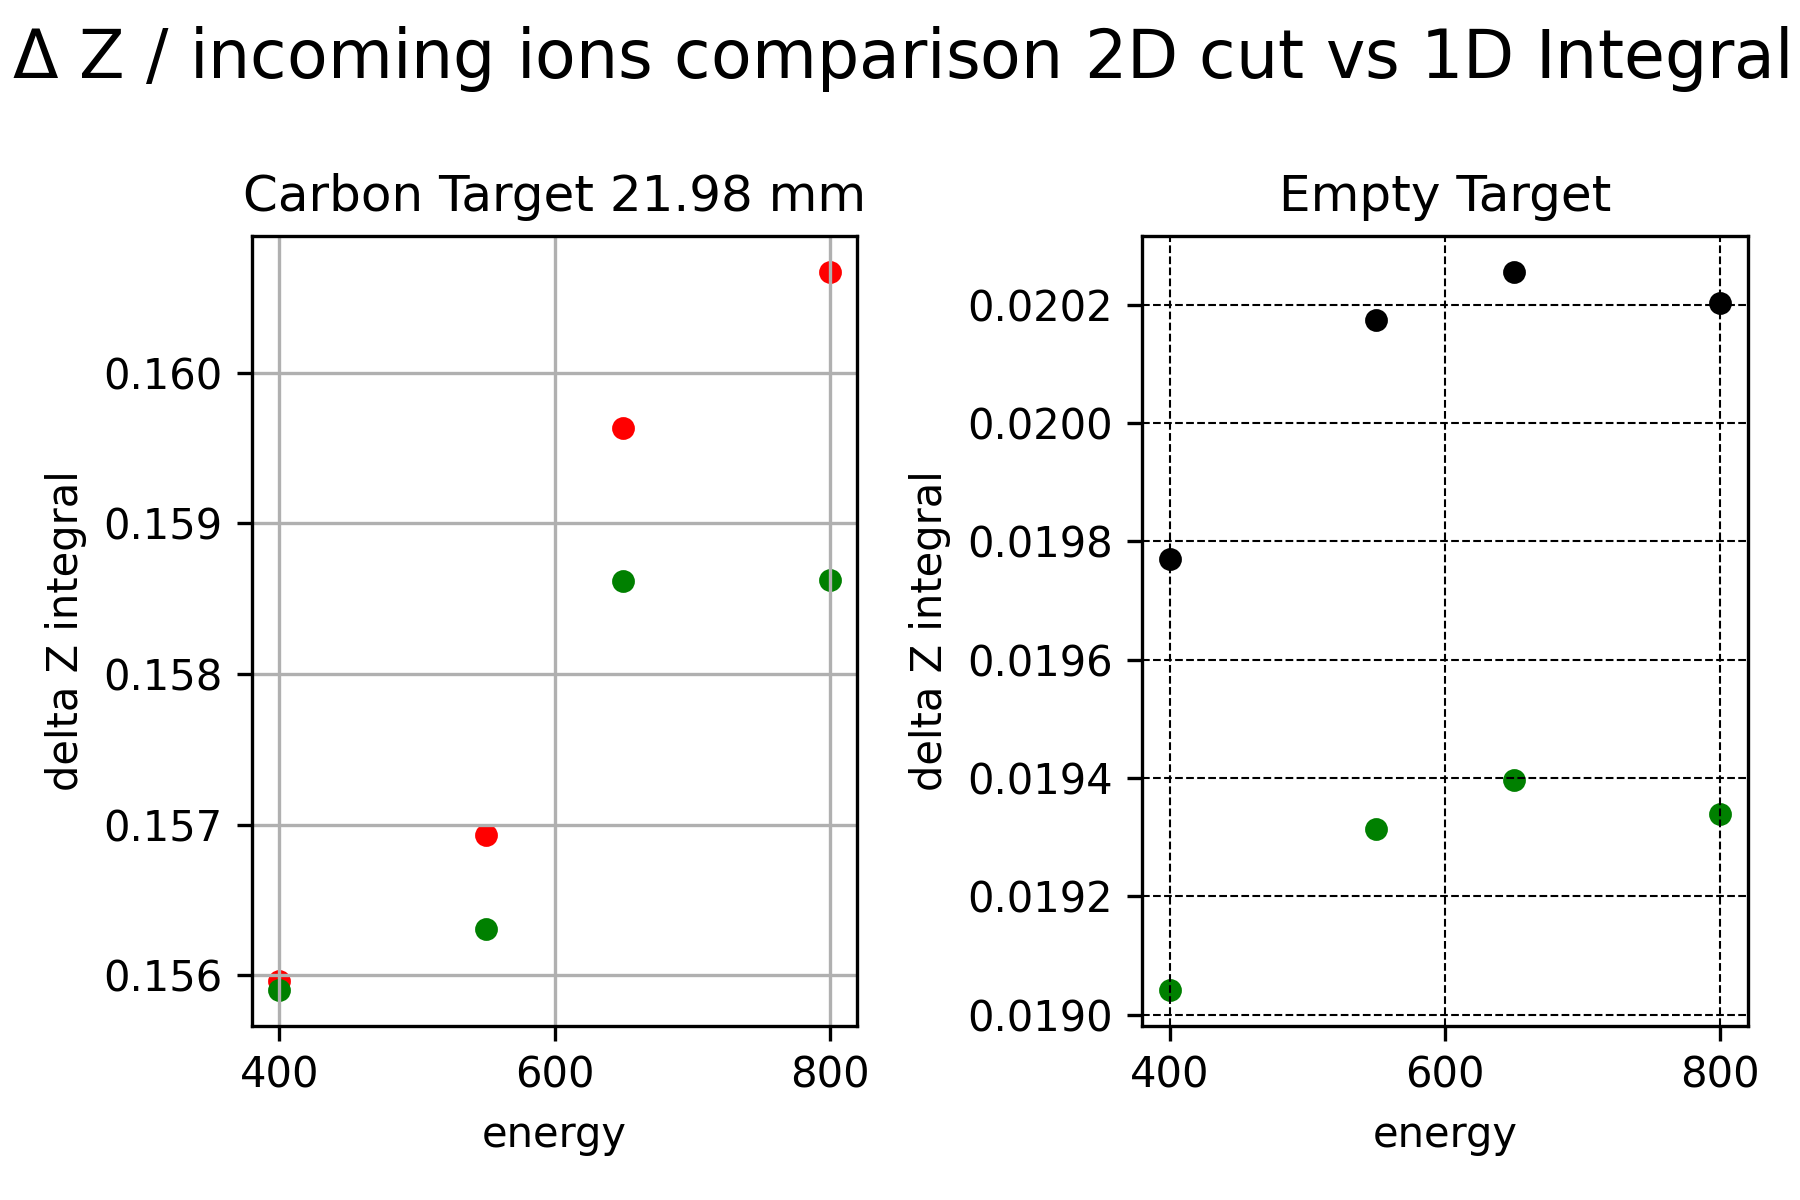 Δ Z / incoming ions comparison 2D cut vs 1D Integral
Carbon Target 21.98 mm
0.160
0.159
0.158
0.157
0.156
delta Z integral
400 600 800
energy
Empty Target
0.0202
0.0200
0.0198
0.0196
0.0194
0.0192
0.0190
delta Z integral
400 600 800
energy